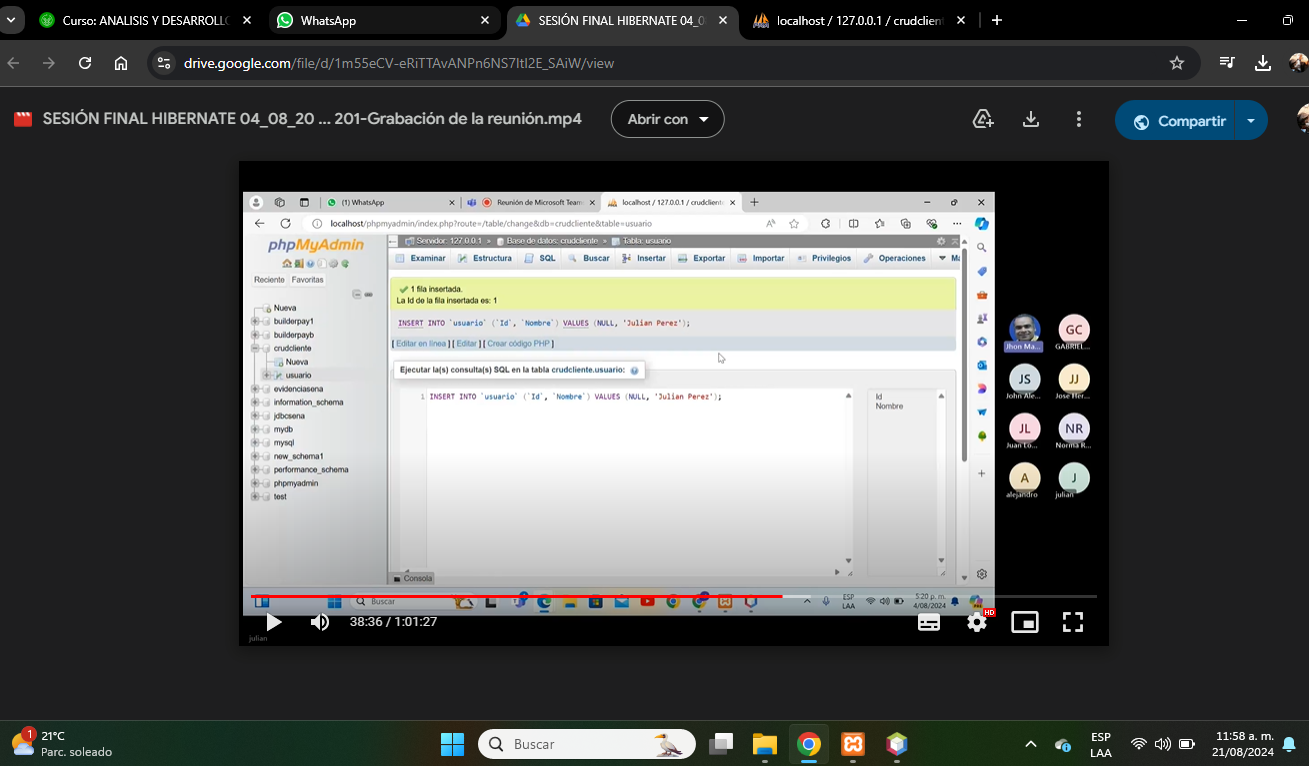 Curso: ANALISIS Y DESARROLLO
WhatsApp
SESIÓN FINAL HIBERNATE 04_0
localhost / 127.0.0.1 / crudclient
drive.google.com/file/d/1m55eCV-eRiTTAvANPn6NS7ItI2E_SAiW/view
SESIÓN FINAL HIBERNATE 04_08_20 ... 201-Grabación de la reunión.mp4
Abrir con
Compartir
(1) WhatsApp
Reunión de Microsoft Team
localhost / 127.0.0.1 / crudcliente
localhost/phpmyadmin/index.php?route=/table/change&db=crudcliente&table=usuario
phpMyAdmin
Reciente Favoritas
Nueva
builderpay1
builderpayb
crudcliente
Nueva
usuario
evidenciasena
information_schema
jdbcsena
mydb
mysql
new_schema1
performance_schema
phpmyadmin
test
Servidor: 127.0.0.1 » Base de datos: crudcliente » Tabla: usuario
Examinar Estructura SQL Buscar Insertar Exportar Importar Privilegios Operaciones Má
1 fila insertada.
La Id de la fila insertada es: 1
INSERT INTO `usuario` (`Id`, `Nombre`) VALUES (NULL, 'Julian Perez');
[ Editar en línea ] [ Editar ] [ Crear código PHP ]
Ejecutar la(s) consulta(s) SQL en la tabla crudcliente.usuario:
1 INSERT INTO `usuario` (`Id`, `Nombre`) VALUES (NULL, 'Julian Perez');
Id
Nombre
Consola
Buscar
ESP
LAA
5:20 p. m.
4/08/2024
Jhon Ma...
GC
GABRIEL...
JS
John Ale...
JJ
Jose Her...
JL
Juan Lo...
NR
Norma R...
A
alejandro
J
julian
38:36 / 1:01:27
HD
julian
1
21°C
Parc. soleado
Buscar
ESP
LAA
11:58 a. m.
21/08/2024